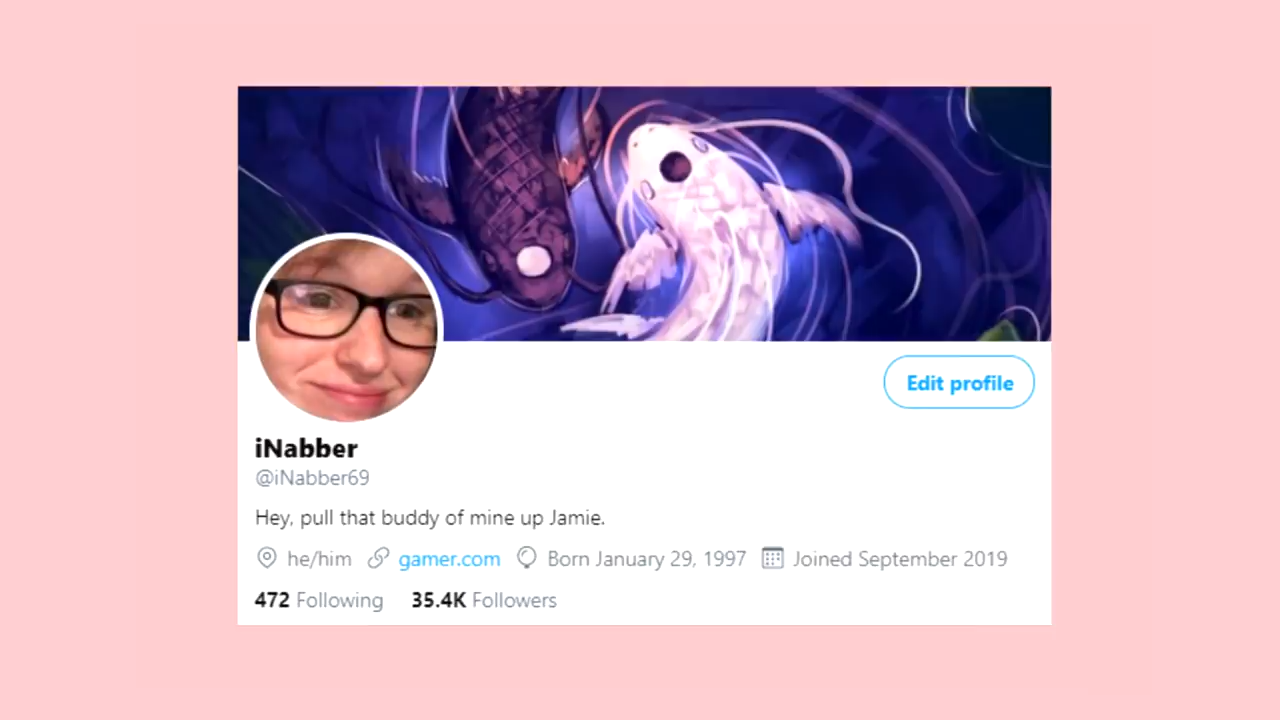 Edit profile
iNabber
@iNabber69
Hey, pull that buddy of mine up Jamie.
he/him gamer.com Born January 29, 1997 Joined September 2019
472 Following 35.4K Followers